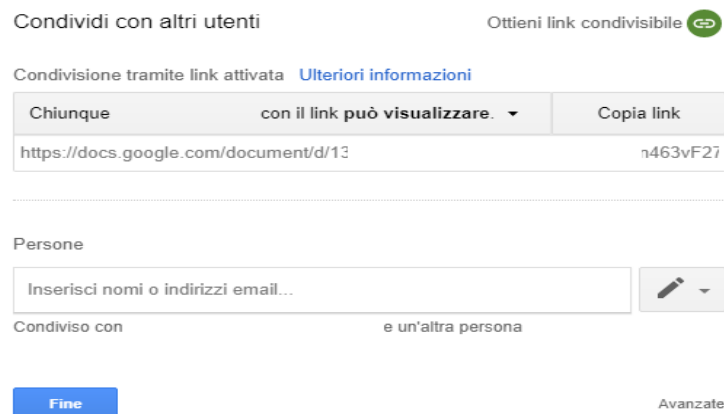 Condividi con altri utenti Ottieni link condivisibile
Condivisione tramite link attivata Ulteriori informazioni
Chiunque con il link può visualizzare. Copia link
https://docs.google.com/document/d/13 n463vF27
Persone
Inserisci nomi o indirizzi email...
Condiviso con e un'altra persona
Fine Avanzate